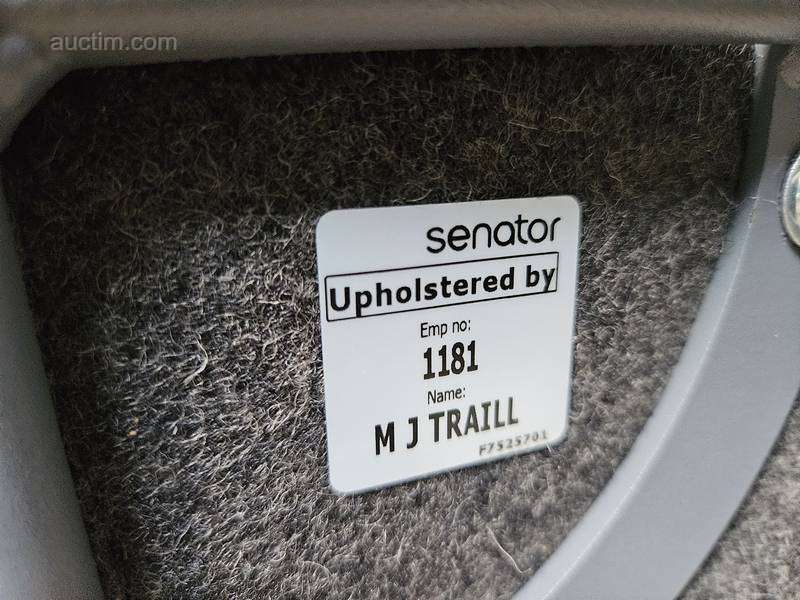 auctim.com
senator
Upholstered by
Emp no:
1181
Name:
M J TRAILL
F7525701